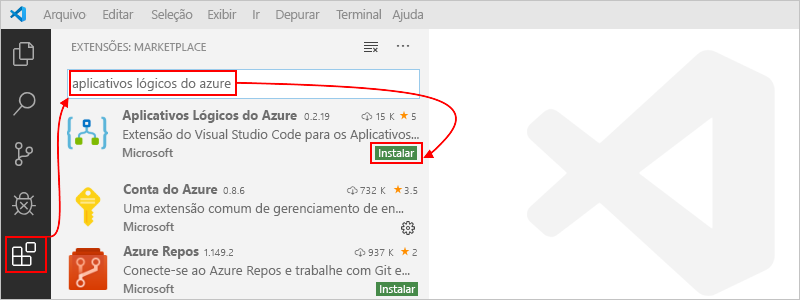 Arquivo Editar Seleção Exibir Ir Depurar Terminal Ajuda
EXTENSÕES: MARKETPLACE
aplicativos lógicos do azure
Aplicativos Lógicos do Azure 0.2.19 15 K 5
Extensão do Visual Studio Code para os Aplicativos...
Microsoft Instalar
Conta do Azure 0.8.6 732 K 3.5
Uma extensão comum de gerenciamento de en...
Microsoft
Azure Repos 1.149.2 937 K 2
Conecte-se ao Azure Repos e trabalhe com Git e...
Microsoft Instalar